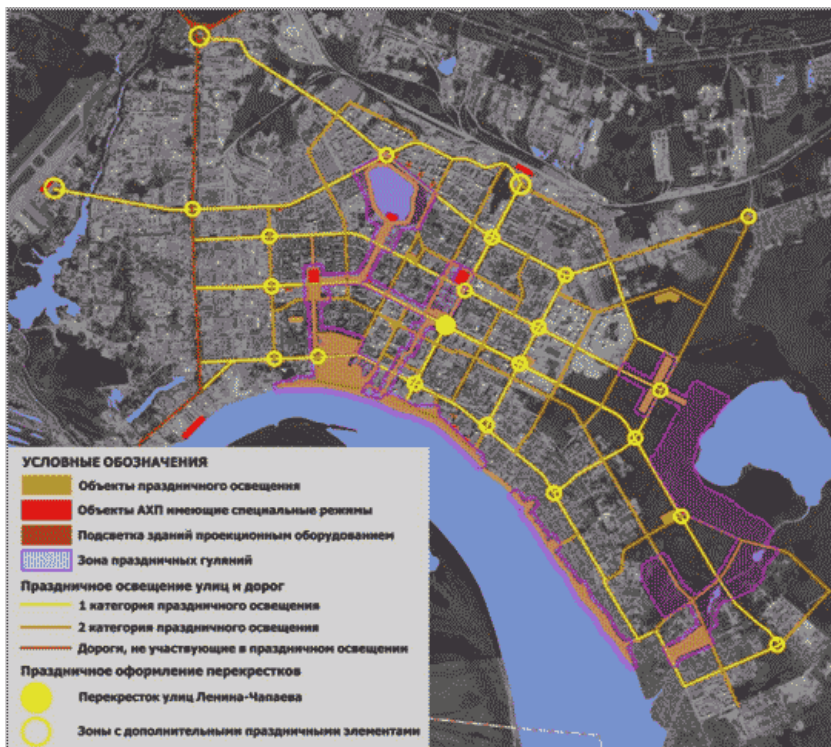 УСЛОВНЫЕ ОБОЗНАЧЕНИЯ
Объекты праздничного освещения
Объекты АХП имеющие специальные режимы
Подсветка зданий проекционным оборудованием
Зона праздничных гуляний
Праздничное освещение улиц и дорог
1 категория праздничного освещения
2 категория праздничного освещения
Дороги, не участвующие в праздничном освещении
Праздничное оформление перекрестков
Перекресток улиц Ленина-Чапаева
Зоны с дополнительными праздничными элементами